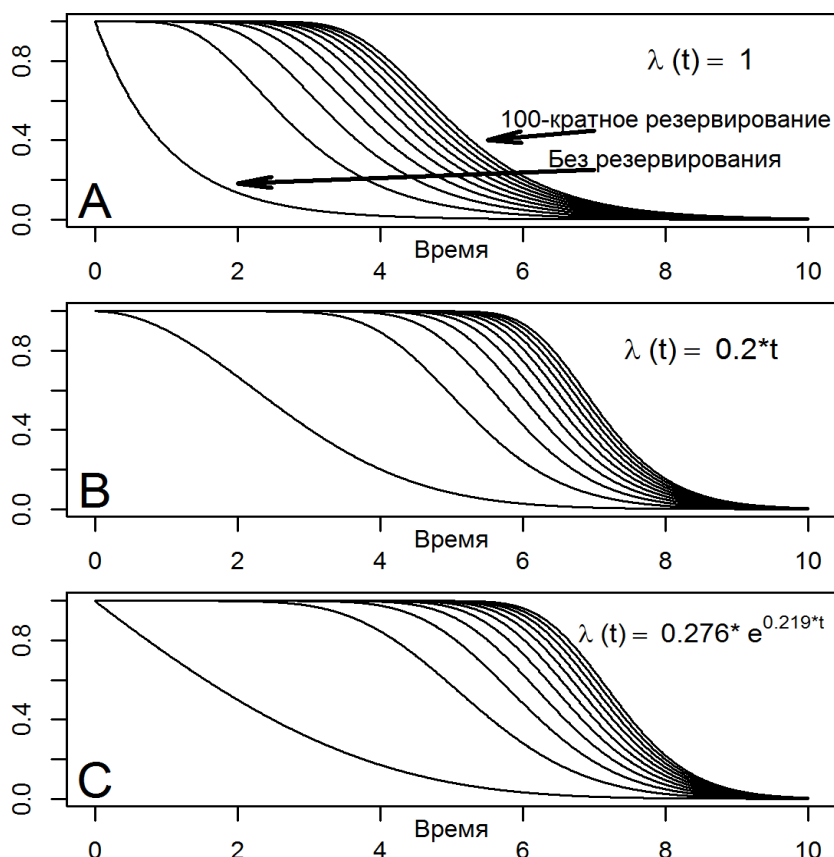 λ (t) = 1
100-кратное резервирование
Без резервирования
A
0.0 0.4 0.8
Время
0 2 4 6 8 10
λ (t) = 0.2*t
B
0.0 0.4 0.8
Время
0 2 4 6 8 10
λ (t) = 0.276* e^0.219*t
C
0.0 0.4 0.8
Время
0 2 4 6 8 10